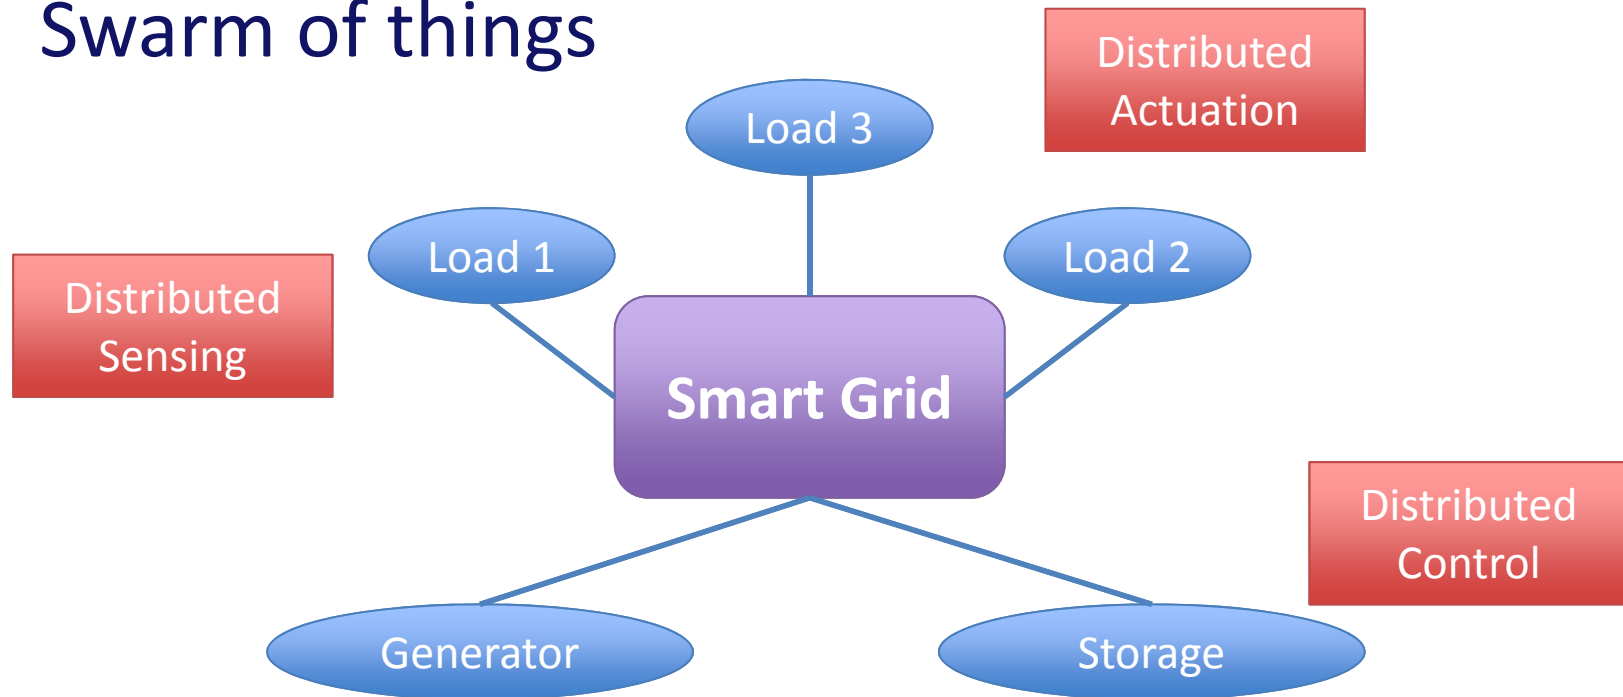 Swarm of things
Distributed
Actuation
Load 3
Load 1
Load 2
Distributed
Sensing
Smart Grid
Distributed
Control
Generator
Storage